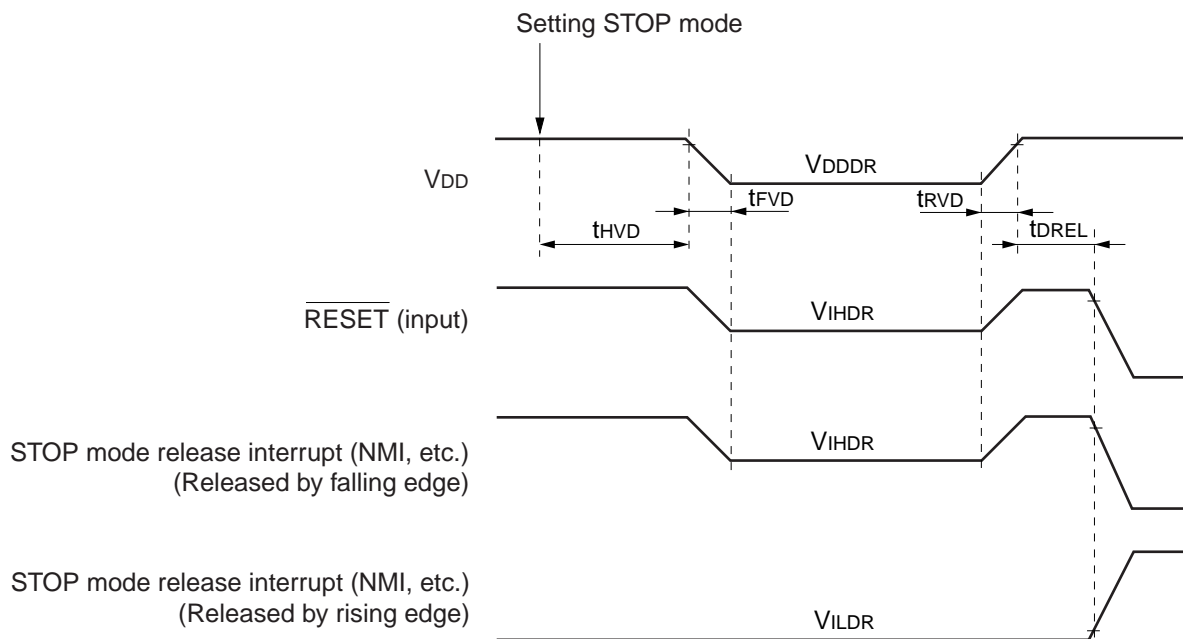 Setting STOP mode
VDD
VDDDR
tFVD
tRVD
tHVD
tDREL
RESET (input)
VIHDR
STOP mode release interrupt (NMI, etc.)
(Released by falling edge)
VIHDR
STOP mode release interrupt (NMI, etc.)
(Released by rising edge)
VILDR